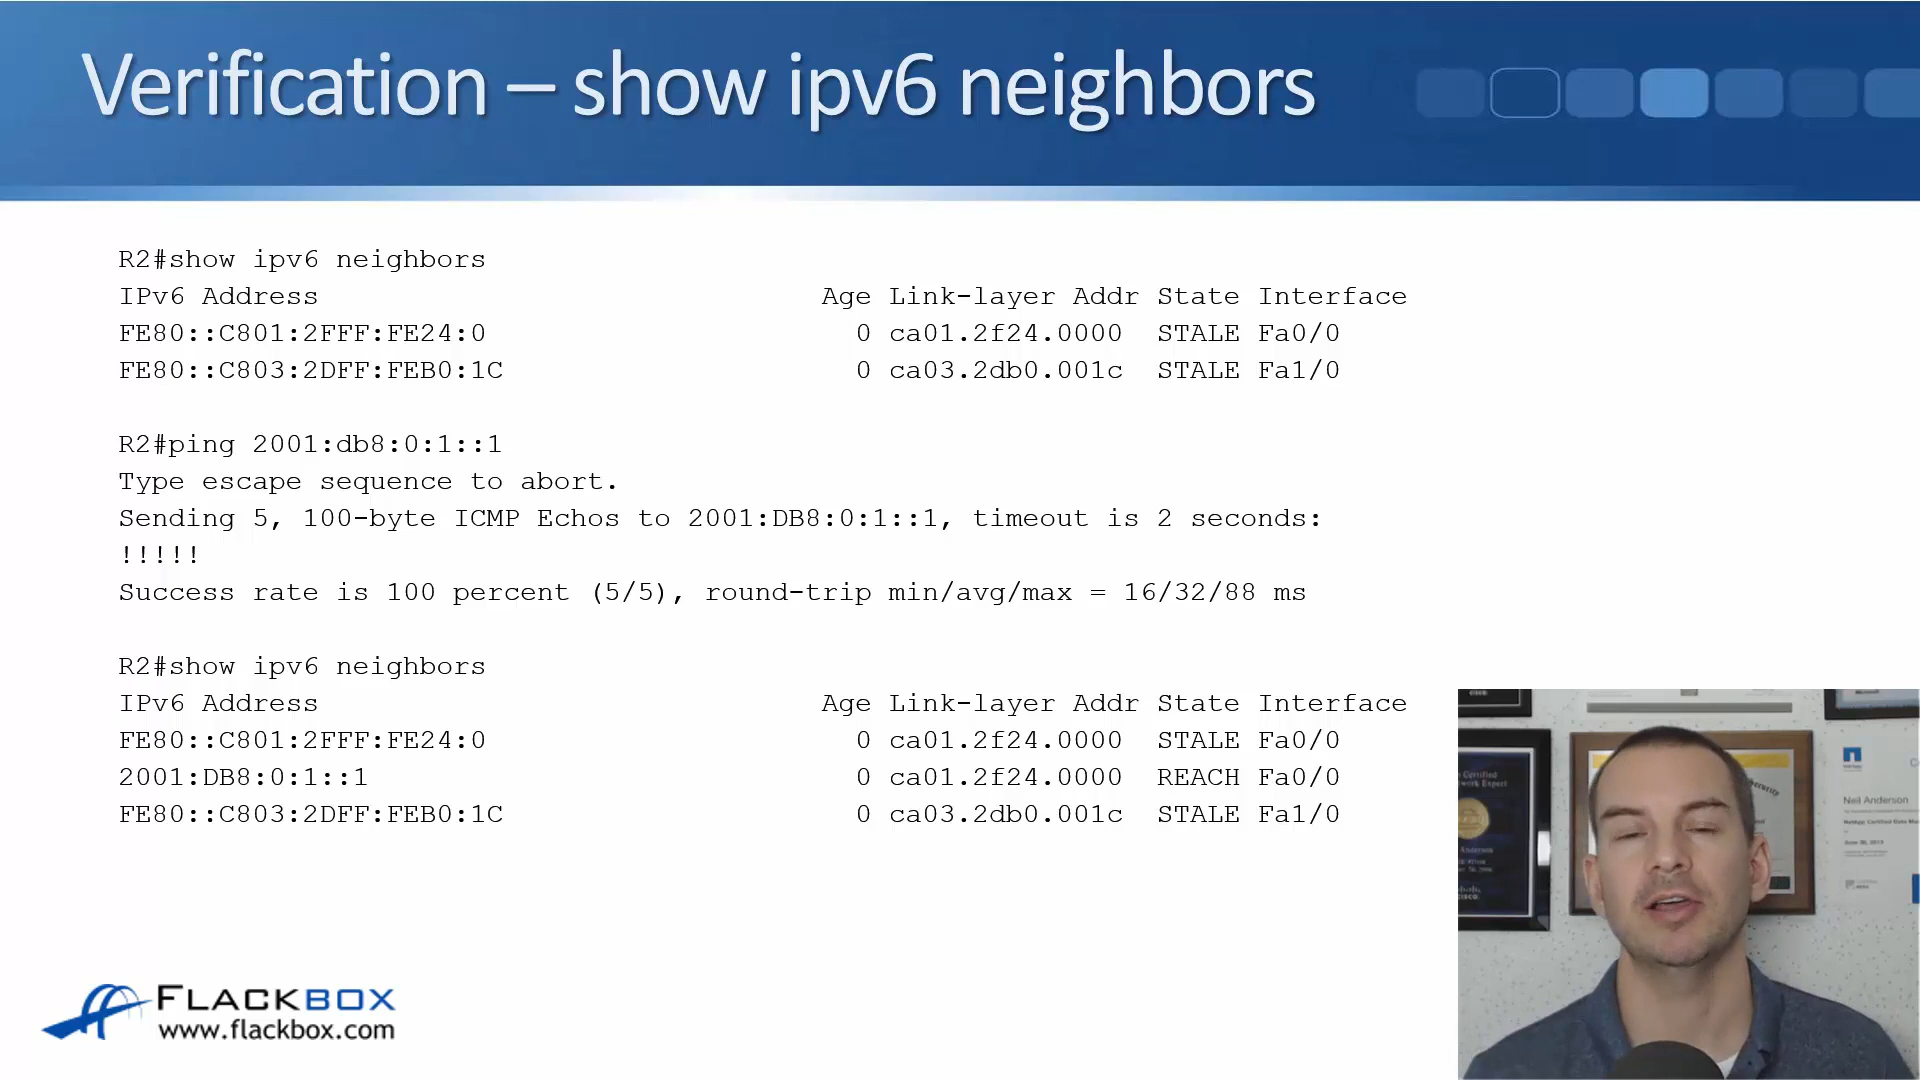 Verification – show ipv6 neighbors
R2#show ipv6 neighbors
IPv6 Address Age Link-layer Addr State Interface
FE80::C801:2FFF:FE24:0 0 ca01.2f24.0000 STALE Fa0/0
FE80::C803:2DFF:FEB0:1C 0 ca03.2db0.001c STALE Fa1/0
R2#ping 2001:db8:0:1::1
Type escape sequence to abort.
Sending 5, 100-byte ICMP Echos to 2001:DB8:0:1::1, timeout is 2 seconds:
!!!!!
Success rate is 100 percent (5/5), round-trip min/avg/max = 16/32/88 ms
R2#show ipv6 neighbors
IPv6 Address Age Link-layer Addr State Interface
FE80::C801:2FFF:FE24:0 0 ca01.2f24.0000 STALE Fa0/0
2001:DB8:0:1::1 0 ca01.2f24.0000 REACH Fa0/0
FE80::C803:2DFF:FEB0:1C 0 ca03.2db0.001c STALE Fa1/0
Neil Anderson
FLACKBOX
www.flackbox.com